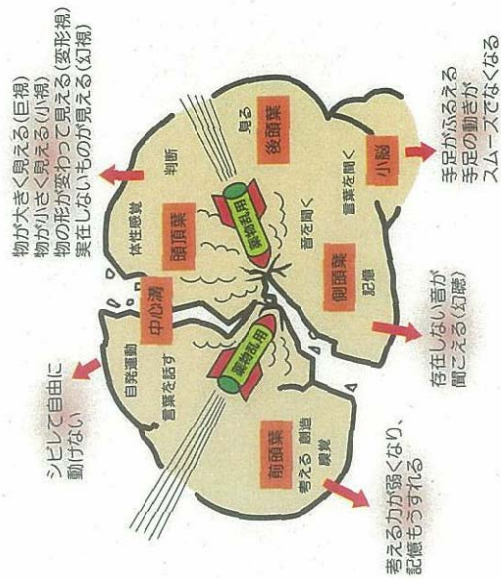 物が大きく見える(巨視)
物が小さく見える(小視)
物の形が変わって見える(変形視)
実在しないものが見える(幻視)
シビレて自由に
動けない
自発運動
言葉を話す
中心溝
体性感覚
判断
頭頂葉
見る
後頭葉
薬物乱用
薬物乱用
前頭葉
考える 創造
嗅覚
音を聞く
言葉を聞く
側頭葉
記憶
小脳
考える力が弱くなり、
記憶もうすれる
存在しない音が
聞こえる(幻聴)
手足がふるえる
手足の動きが
スムーズでなくなる